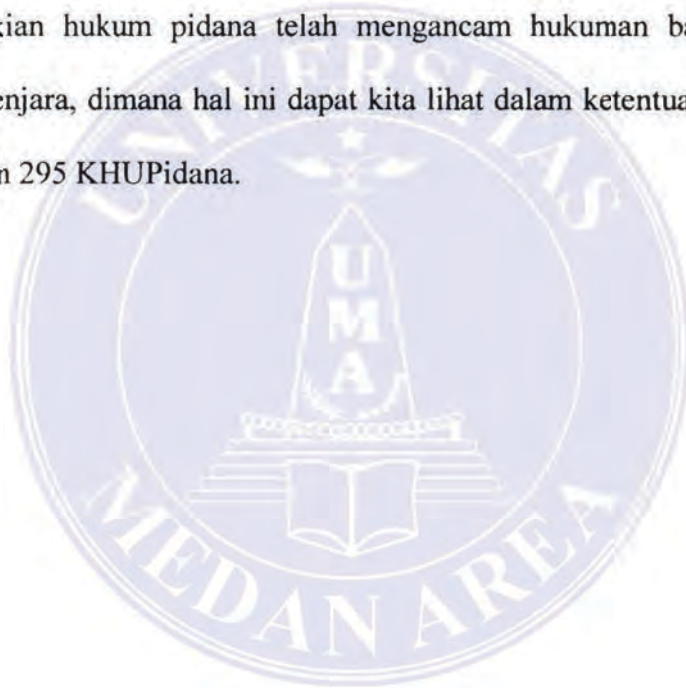 kian hukum pidana telah mengancam hukuman ba
enjara, dimana hal ini dapat kita lihat dalam ketentua
n 295 KHUPidana.
UNIVERSITAS
UMA
MEDAN AREA